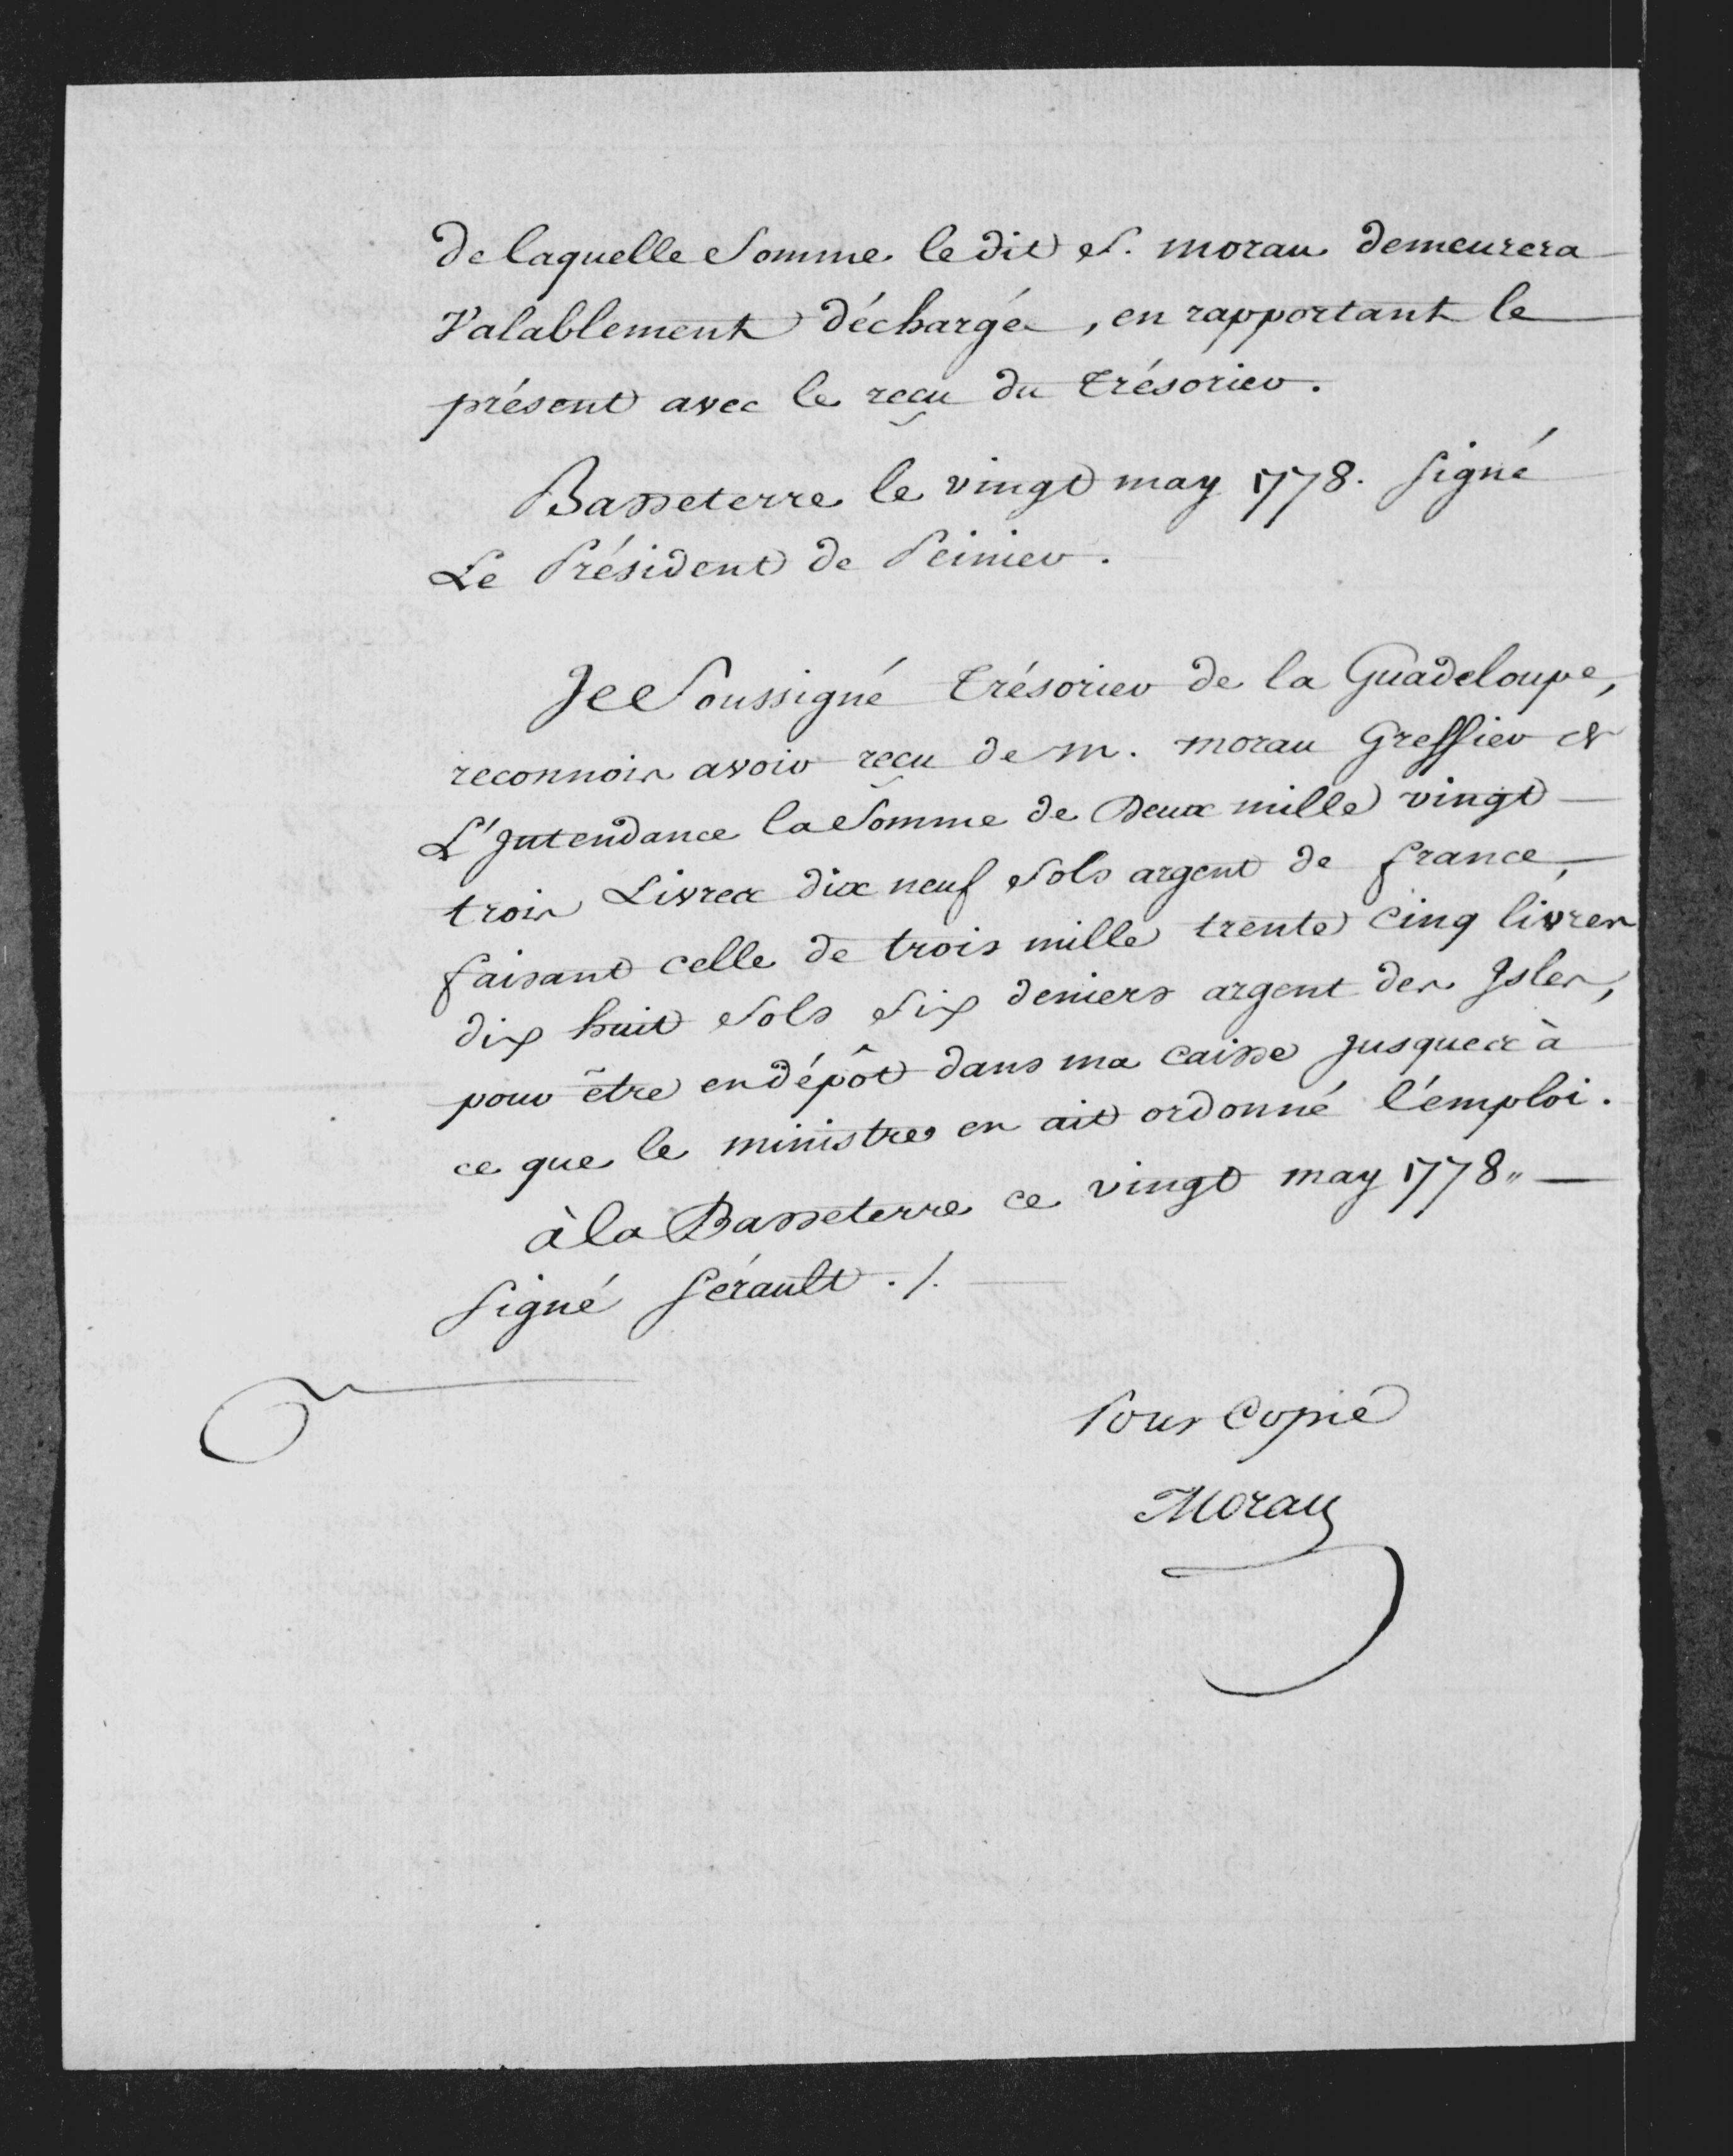 de laquelle Somme le dit S. morau demeurera
Valablement déchargé, en rapportant le
présent avec le reçu du trésorier.
Basseterre le vingt may 1778. Signé
Le Président de Peinier.
Je Soussigné trésorier de la Guadeloupe,
reconnois avoir reçu de M. morau Greffier de
L'Intendance la Somme de Deux mille vingt
trois Livres dix neuf Sols argent de france,
faisant celle de trois mille trente cinq livres
dix huit Sols Six deniers argent des Isles,
pour être en dépôt dans ma caisse jusques à
ce que le ministre en ait ordonné l'emploi.
à la Basseterre ce vingt may 1778 „
Signé Sérault ./.
Pour Copie
Morau